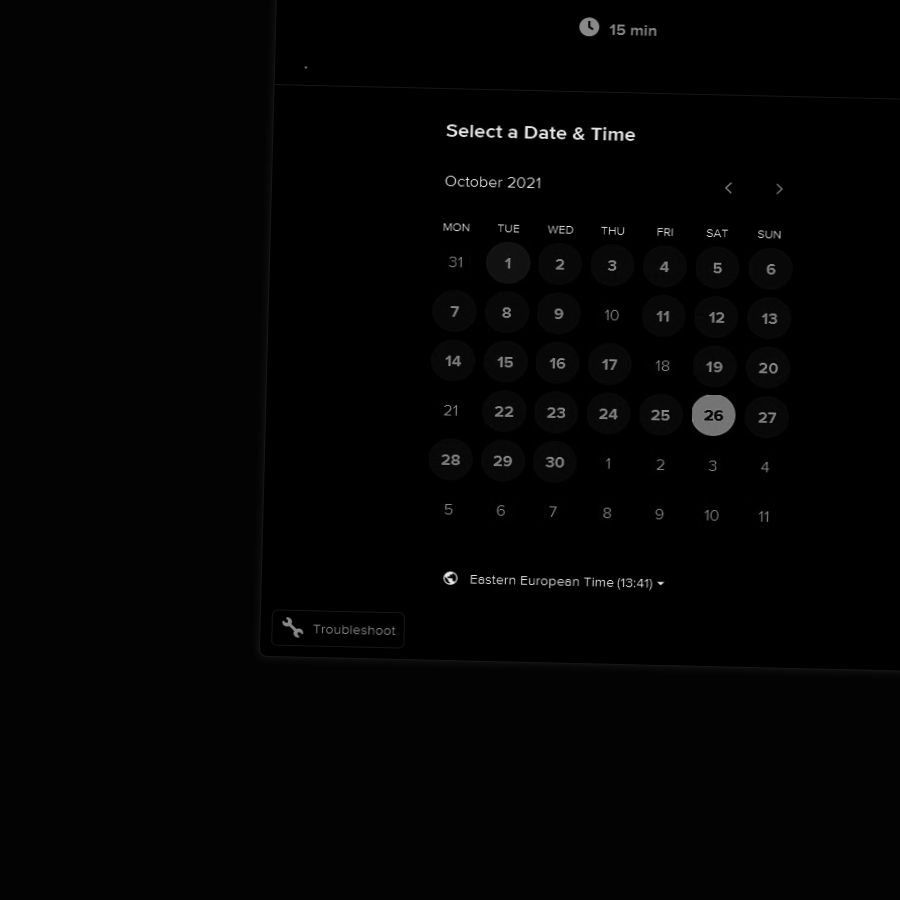 15 min
.
Select a Date & Time
October 2021
MON TUE WED THU FRI SAT SUN
31 1 2 3 4 5 6
7 8 9 10 11 12 13
14 15 16 17 18 19 20
21 22 23 24 25 26 27
28 29 30 1 2 3 4
5 6 7 8 9 10 11
Eastern European Time (13:41)
Troubleshoot